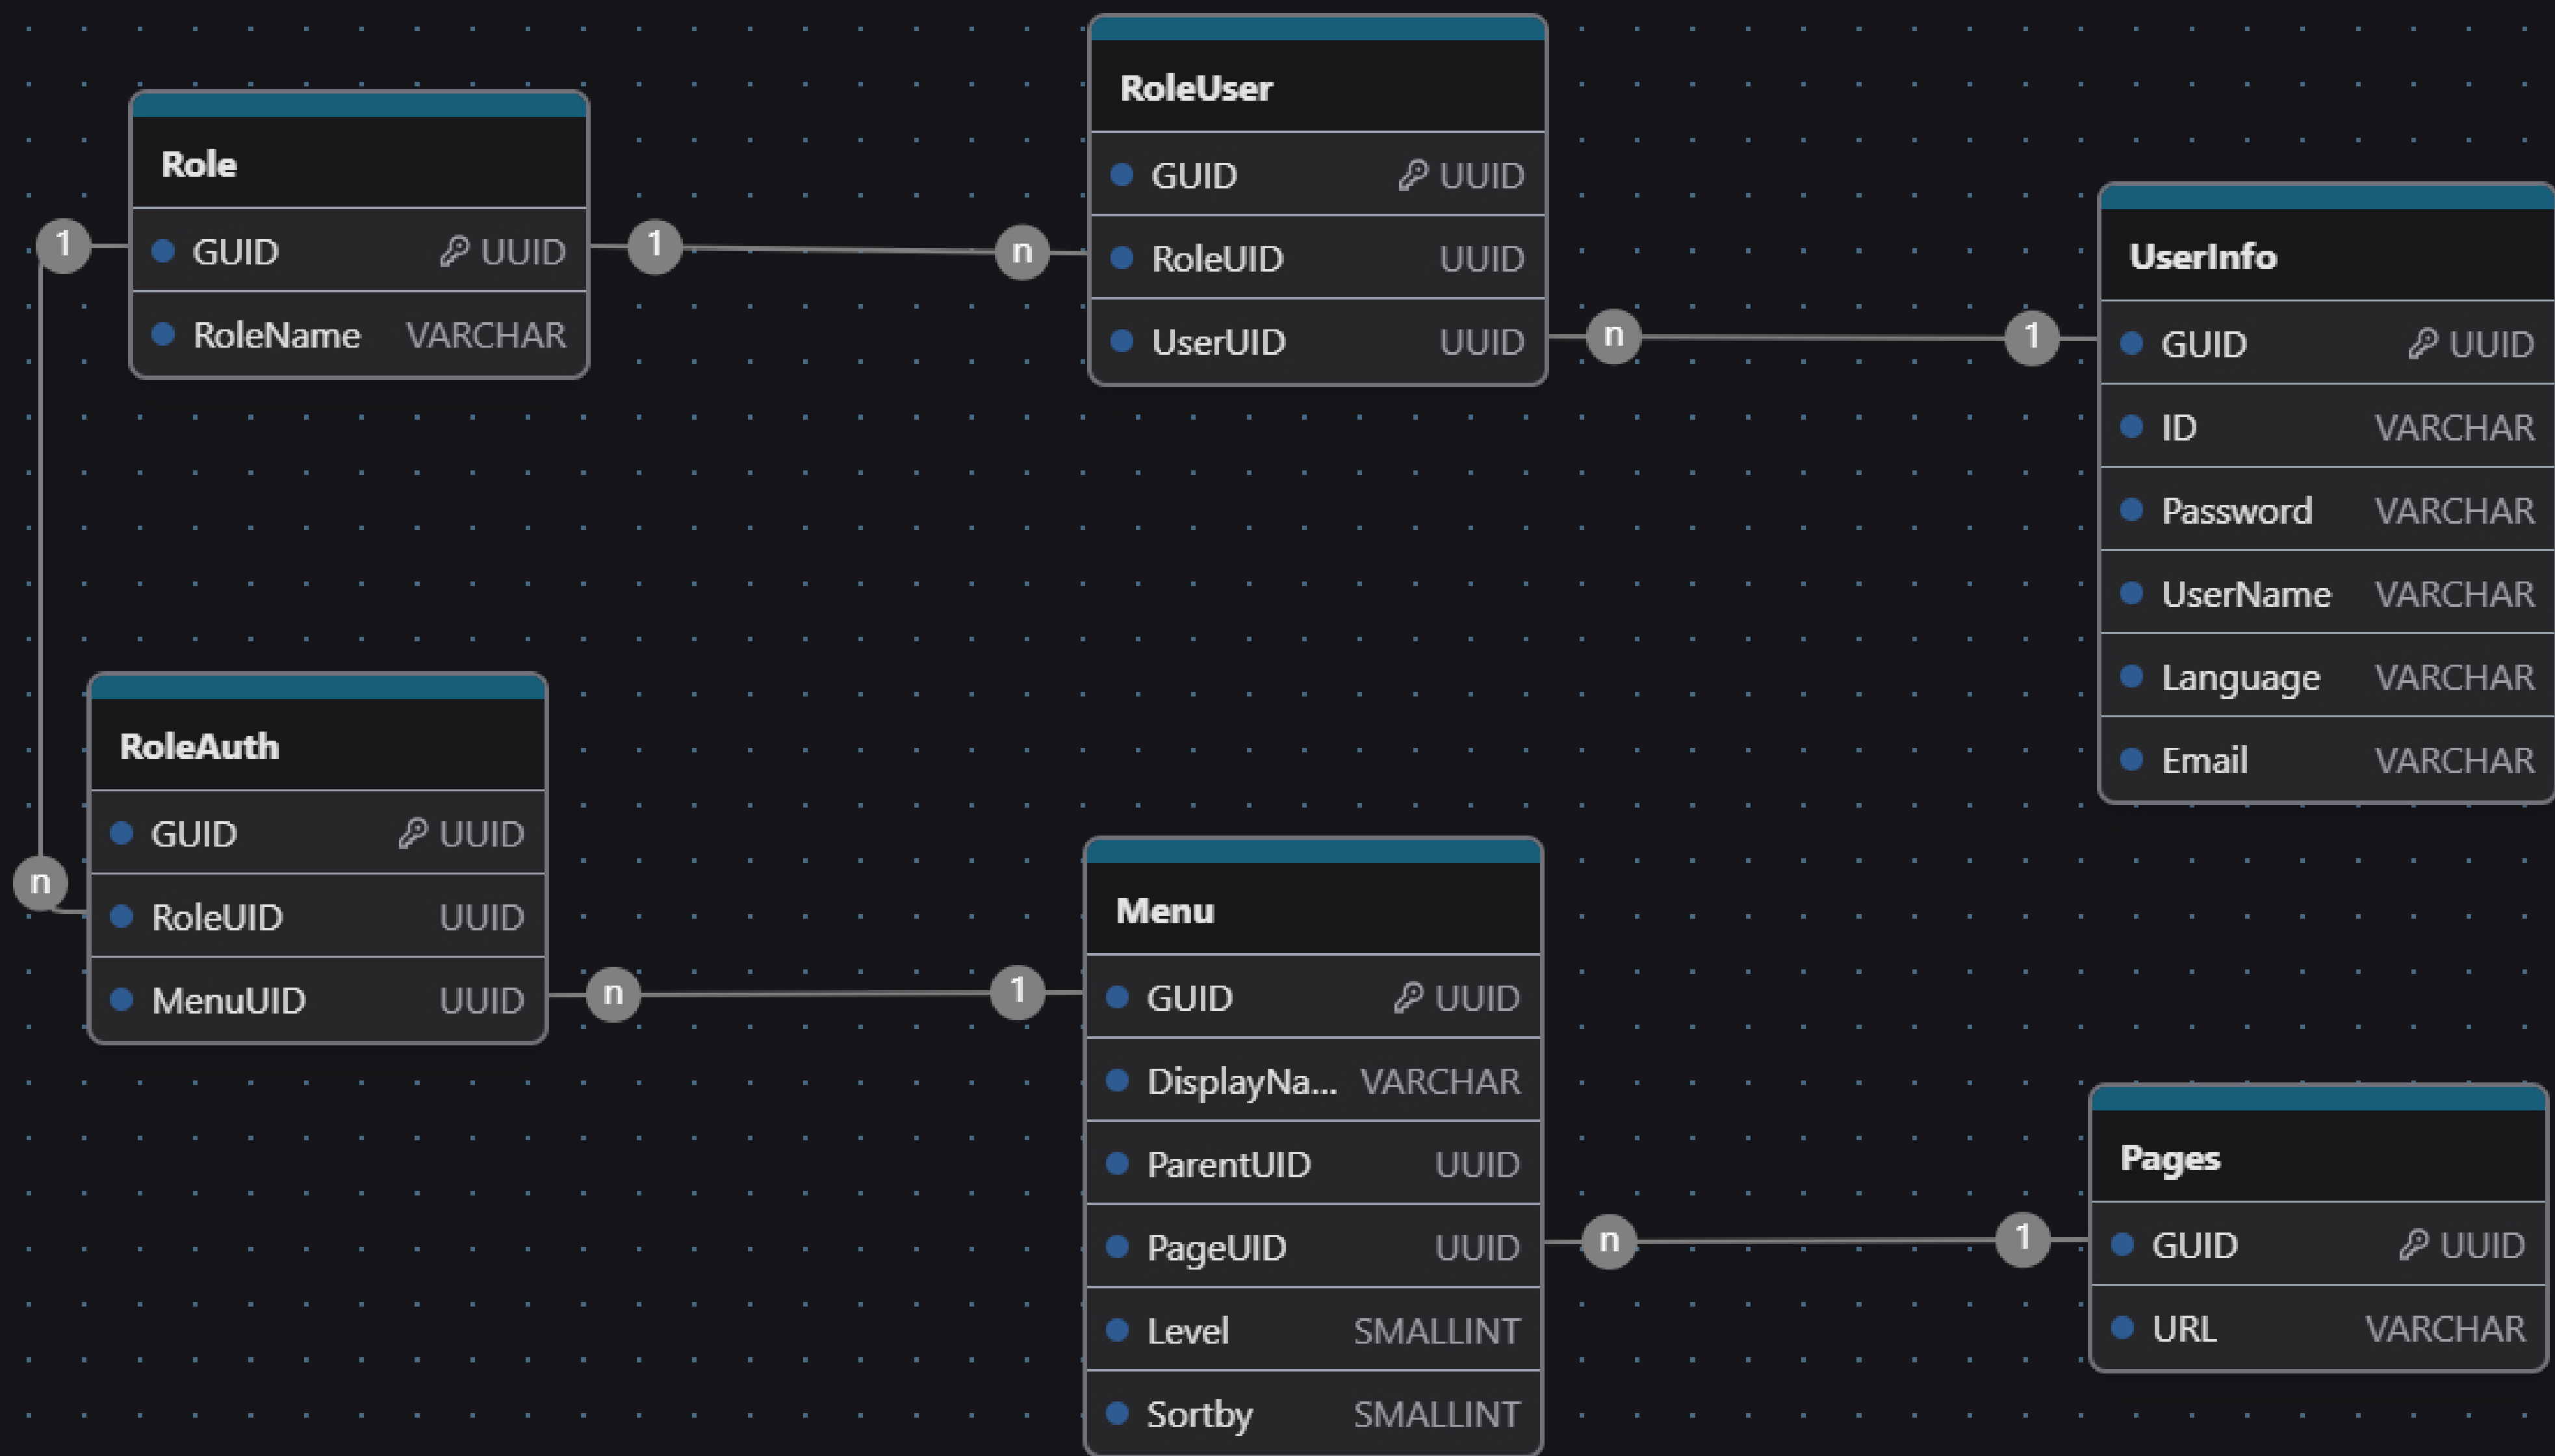 Role
GUID UUID
RoleName VARCHAR
1
1
n
RoleUser
GUID UUID
RoleUID UUID
UserUID UUID
n
1
UserInfo
GUID UUID
ID VARCHAR
Password VARCHAR
UserName VARCHAR
Language VARCHAR
Email VARCHAR
RoleAuth
GUID UUID
RoleUID UUID
MenuUID UUID
n
n
1
Menu
GUID UUID
DisplayNa... VARCHAR
ParentUID UUID
PageUID UUID
Level SMALLINT
Sortby SMALLINT
n
1
Pages
GUID UUID
URL VARCHAR